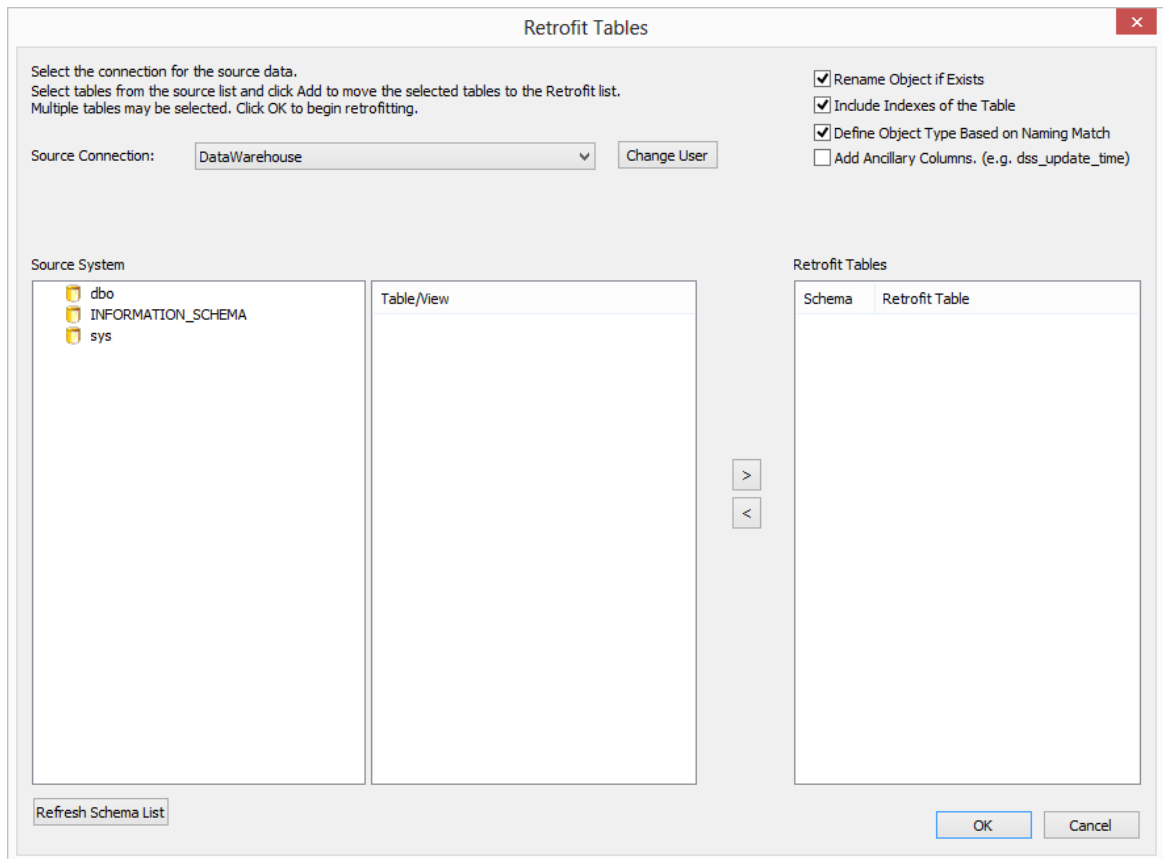 Retrofit Tables
Select the connection for the source data.
Select tables from the source list and click Add to move the selected tables to the Retrofit list.
Multiple tables may be selected. Click OK to begin retrofitting.
Rename Object if Exists
Include Indexes of the Table
Define Object Type Based on Naming Match
Add Ancillary Columns. (e.g. dss_update_time)
Source Connection: DataWarehouse Change User
Source System
dbo
INFORMATION_SCHEMA
sys
Table/View
>
<
Retrofit Tables
Schema Retrofit Table
Refresh Schema List
OK Cancel